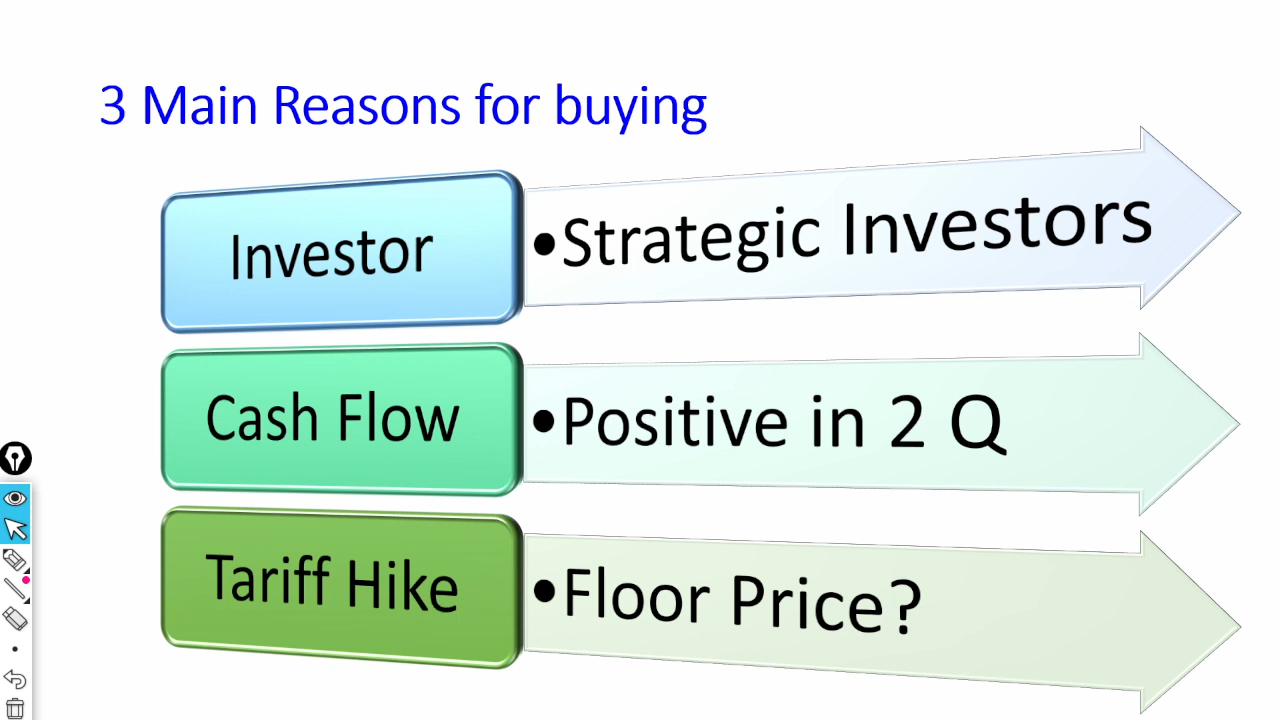 3 Main Reasons for buying
Investor
•Strategic Investors
Cash Flow
•Positive in 2 Q
Tariff Hike
•Floor Price?